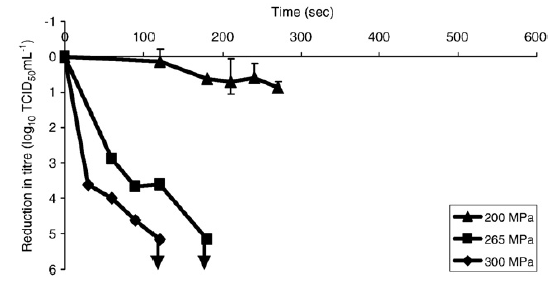 Time (sec)
-1
0 100 200 300 400 500 600
0
1
2
3
4
5
6
Reduction in titre (log₁₀ TCID₅₀mL⁻¹)
200 MPa
265 MPa
300 MPa